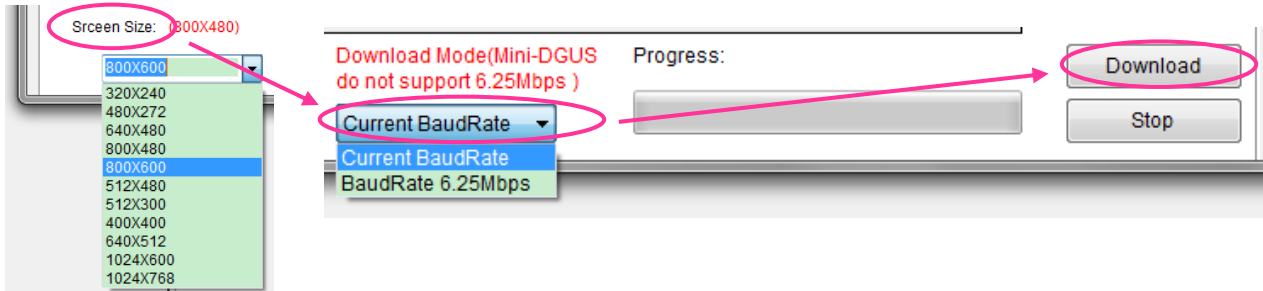 Srceen Size: (800X480)
800X600
320X240
480X272
640X480
800X480
800X600
512X480
512X300
400X400
640X512
1024X600
1024X768
Download Mode(Mini-DGUS
do not support 6.25Mbps )
Current BaudRate
Current BaudRate
BaudRate 6.25Mbps
Progress:
Download
Stop